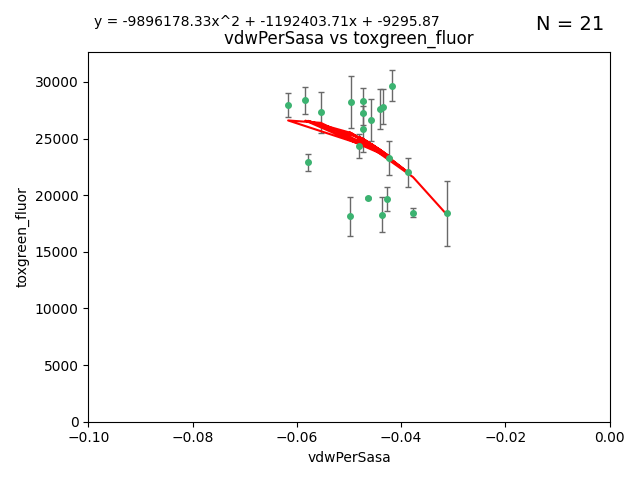 y = -9896178.33x^2 + -1192403.71x + -9295.87
N = 21
vdwPerSasa vs toxgreen_fluor
toxgreen_fluor
30000
25000
20000
15000
10000
5000
0
−0.10 −0.08 −0.06 −0.04 −0.02 0.00
vdwPerSasa